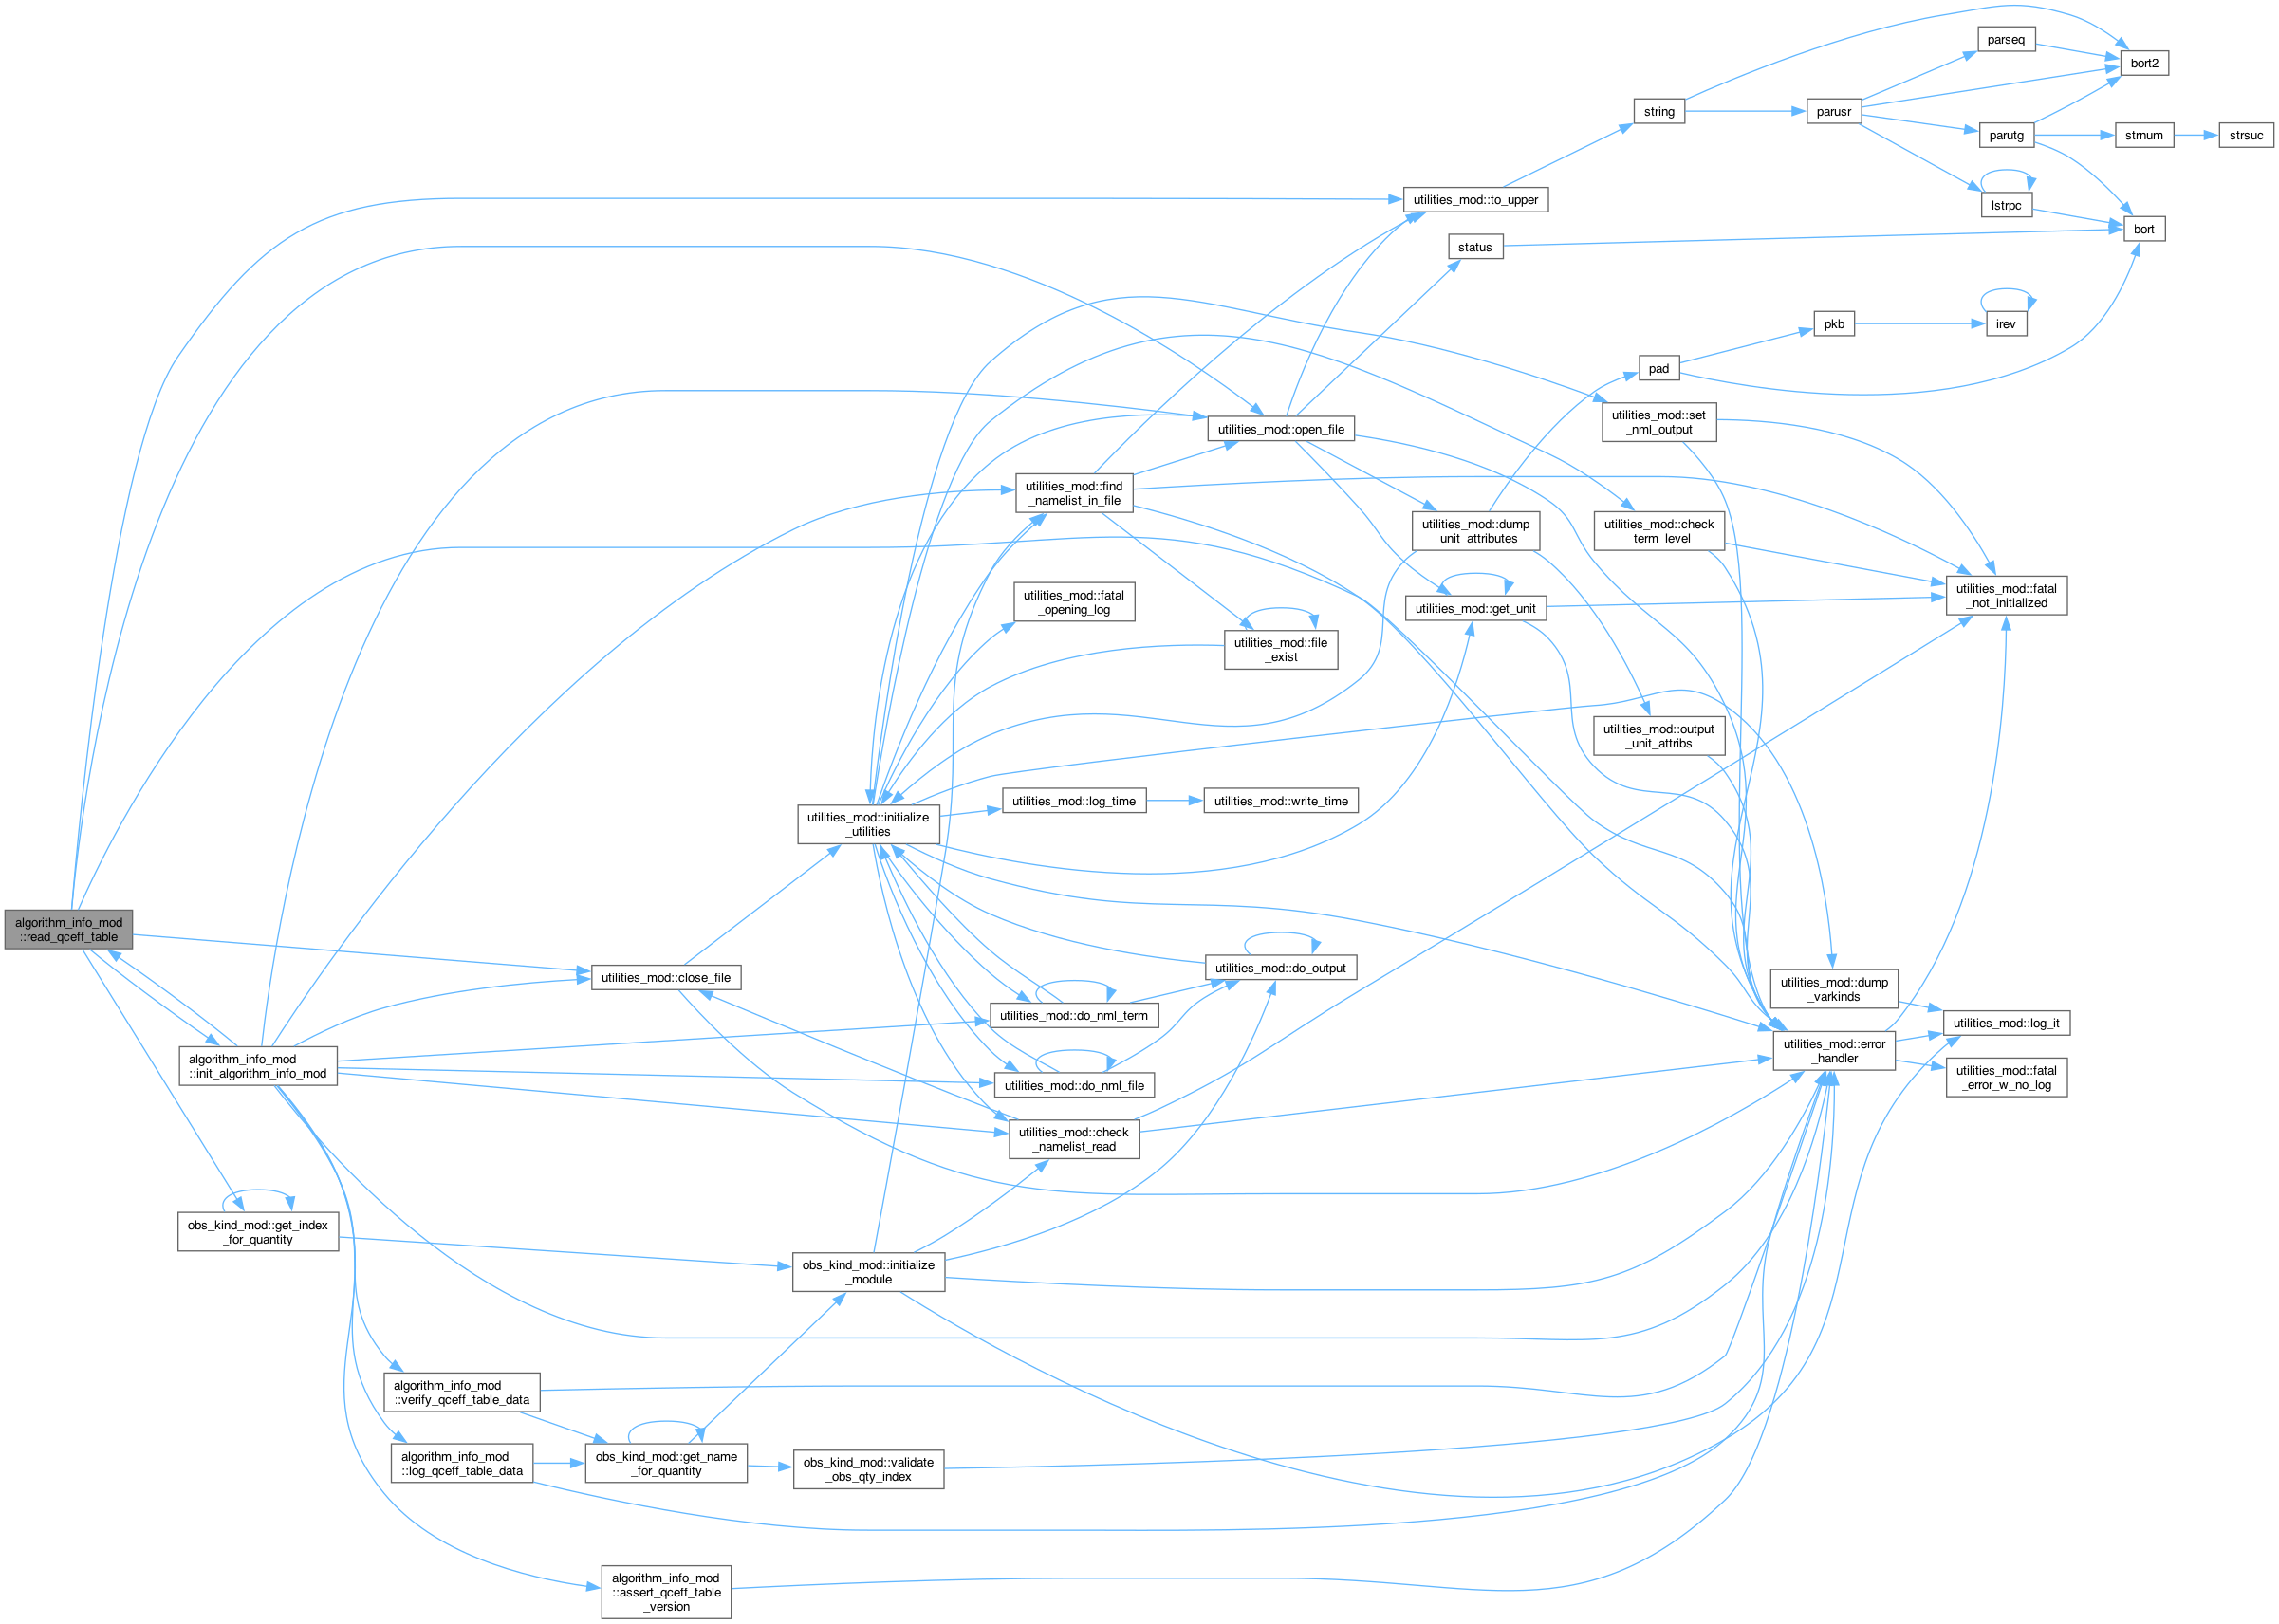 parseq
bort2
string
parusr
parutg
strnum
strsuc
utilities_mod::to_upper
lstrpc
bort
status
pkb
irev
pad
utilities_mod::set
_nml_output
utilities_mod::open_file
utilities_mod::find
_namelist_in_file
utilities_mod::dump
_unit_attributes
utilities_mod::check
_term_level
utilities_mod::fatal
_opening_log
utilities_mod::get_unit
utilities_mod::fatal
_not_initialized
utilities_mod::file
_exist
utilities_mod::output
_unit_attribs
utilities_mod::initialize
_utilities
utilities_mod::log_time
utilities_mod::write_time
algorithm_info_mod
::read_qceff_table
utilities_mod::close_file
utilities_mod::do_output
utilities_mod::dump
_varkinds
utilities_mod::do_nml_term
utilities_mod::log_it
algorithm_info_mod
::init_algorithm_info_mod
utilities_mod::error
_handler
utilities_mod::do_nml_file
utilities_mod::fatal
_error_w_no_log
utilities_mod::check
_namelist_read
obs_kind_mod::get_index
_for_quantity
obs_kind_mod::initialize
_module
algorithm_info_mod
::verify_qceff_table_data
algorithm_info_mod
::log_qceff_table_data
obs_kind_mod::get_name
_for_quantity
obs_kind_mod::validate
_obs_qty_index
algorithm_info_mod
::assert_qceff_table
_version